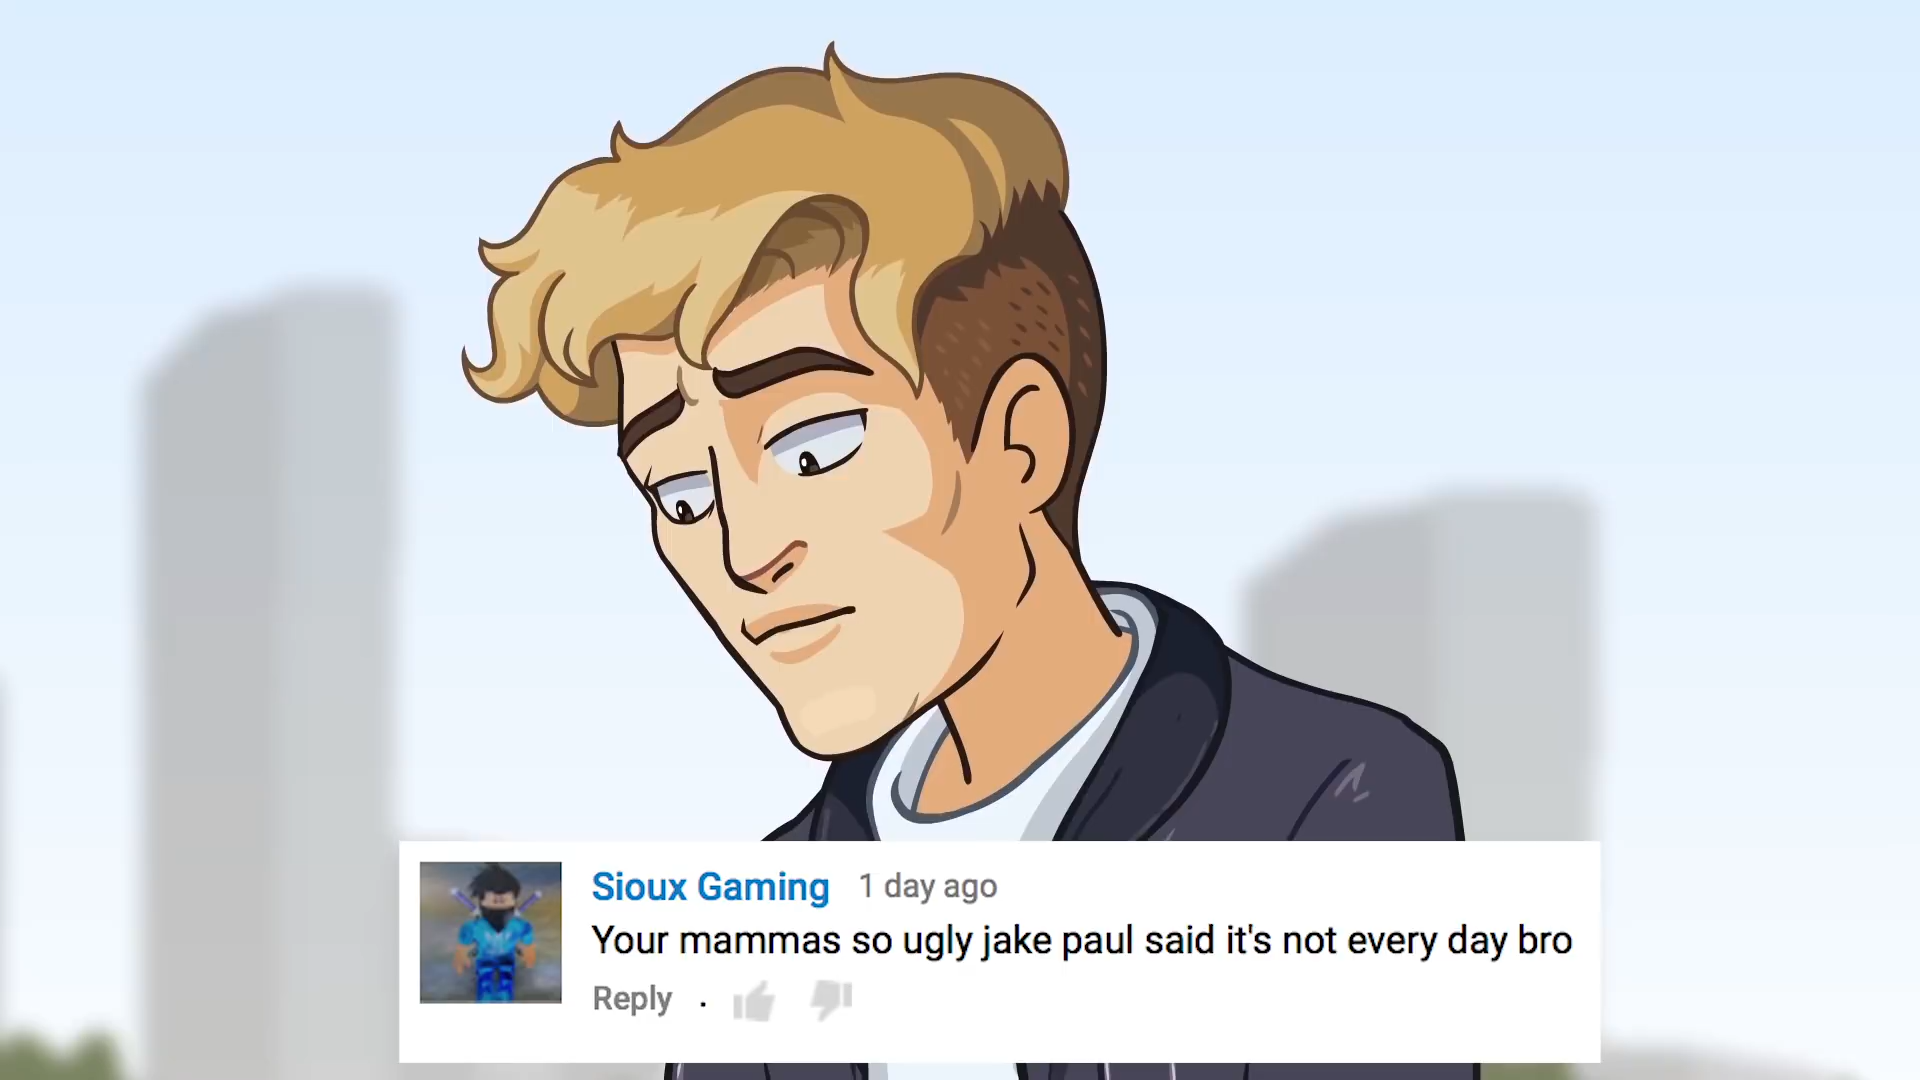 Sioux Gaming 1 day ago
Your mammas so ugly jake paul said it's not every day bro
Reply .